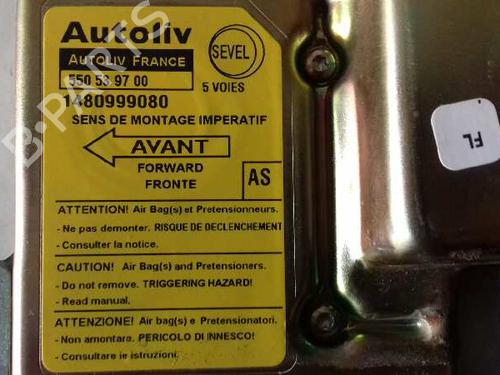 Autoliv
AUTOLIV FRANCE
550 53 97 00
1480999080
SEVEL
5 VOIES
SENS DE MONTAGE IMPERATIF
AVANT
FORWARD
FRONTE
AS
ATTENTION! Air Bag(s) et Pretensionneurs.
- Ne pas demonter. RISQUE DE DECLENCHEMENT
- Consulter la notice.
CAUTION! Air Bag(s) and Pretensioners.
- Do not remove. TRIGGERING HAZARD!
- Read manual.
ATTENZIONE! Air bag(s) e Pretensionatori.
- Non amontara. PERICOLO DI INNESCO!
- Consultare ie istruzioni.
FL
B-PARTS